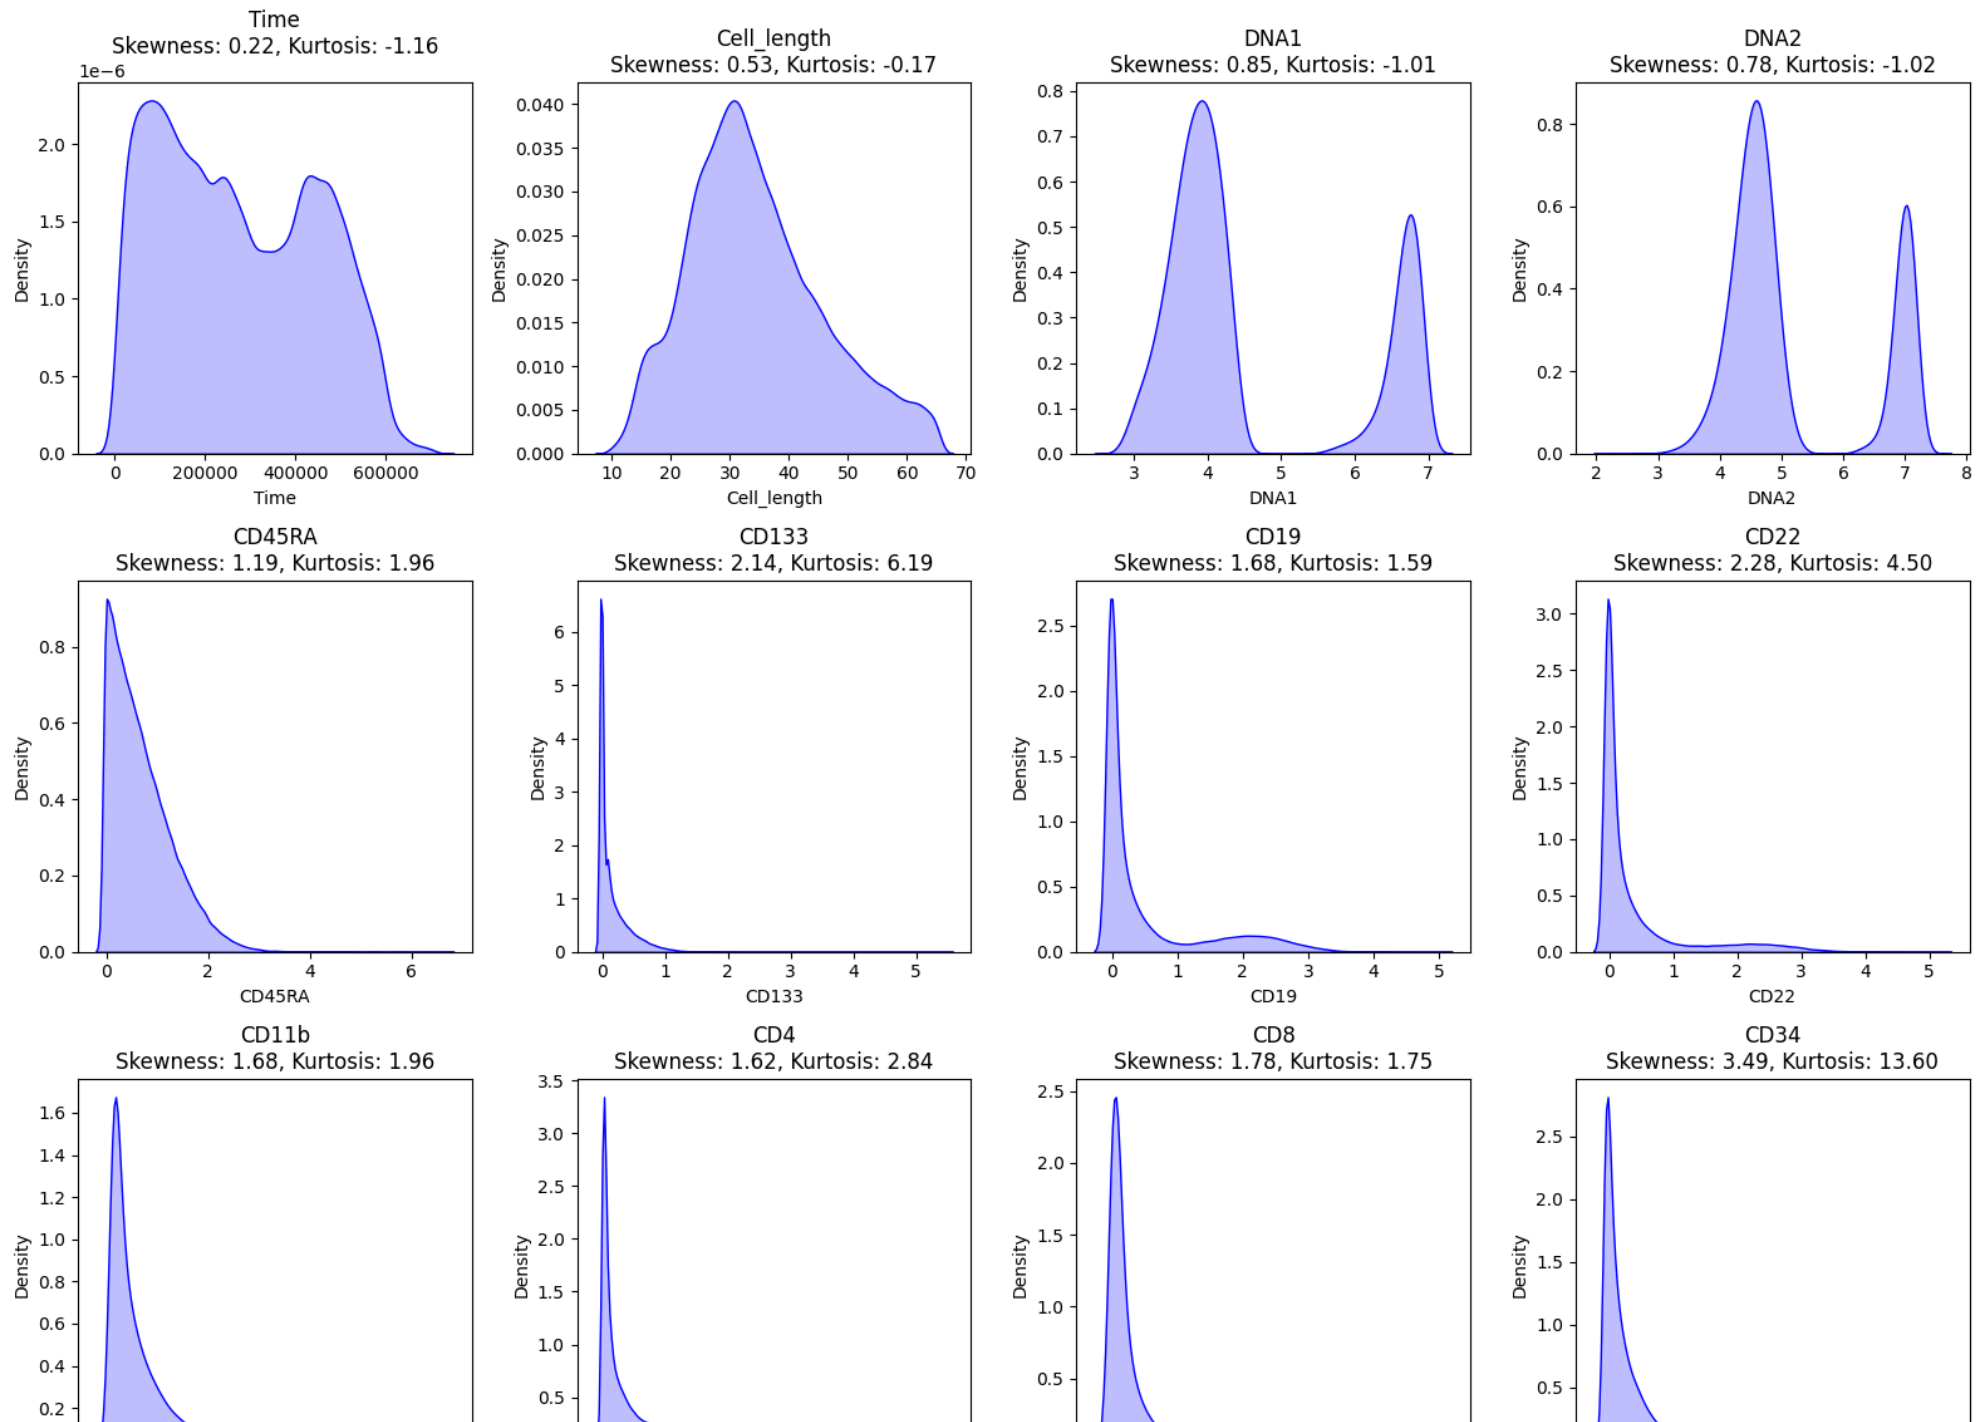 Time
Skewness: 0.22, Kurtosis: -1.16
1e−6
Density
2.0
1.5
1.0
0.5
0.0
0 200000 400000 600000
Time
Cell_length
Skewness: 0.53, Kurtosis: -0.17
Density
0.040
0.035
0.030
0.025
0.020
0.015
0.010
0.005
0.000
10 20 30 40 50 60 70
Cell_length
DNA1
Skewness: 0.85, Kurtosis: -1.01
Density
0.8
0.7
0.6
0.5
0.4
0.3
0.2
0.1
0.0
3 4 5 6 7
DNA1
DNA2
Skewness: 0.78, Kurtosis: -1.02
Density
0.8
0.6
0.4
0.2
0.0
2 3 4 5 6 7 8
DNA2
CD45RA
Skewness: 1.19, Kurtosis: 1.96
Density
0.8
0.6
0.4
0.2
0.0
0 2 4 6
CD45RA
CD133
Skewness: 2.14, Kurtosis: 6.19
Density
6
5
4
3
2
1
0
0 1 2 3 4 5
CD133
CD19
Skewness: 1.68, Kurtosis: 1.59
Density
2.5
2.0
1.5
1.0
0.5
0.0
0 1 2 3 4 5
CD19
CD22
Skewness: 2.28, Kurtosis: 4.50
Density
3.0
2.5
2.0
1.5
1.0
0.5
0.0
0 1 2 3 4 5
CD22
CD11b
Skewness: 1.68, Kurtosis: 1.96
Density
1.6
1.4
1.2
1.0
0.8
0.6
0.4
0.2
CD4
Skewness: 1.62, Kurtosis: 2.84
Density
3.5
3.0
2.5
2.0
1.5
1.0
0.5
CD8
Skewness: 1.78, Kurtosis: 1.75
Density
2.5
2.0
1.5
1.0
0.5
CD34
Skewness: 3.49, Kurtosis: 13.60
Density
2.5
2.0
1.5
1.0
0.5